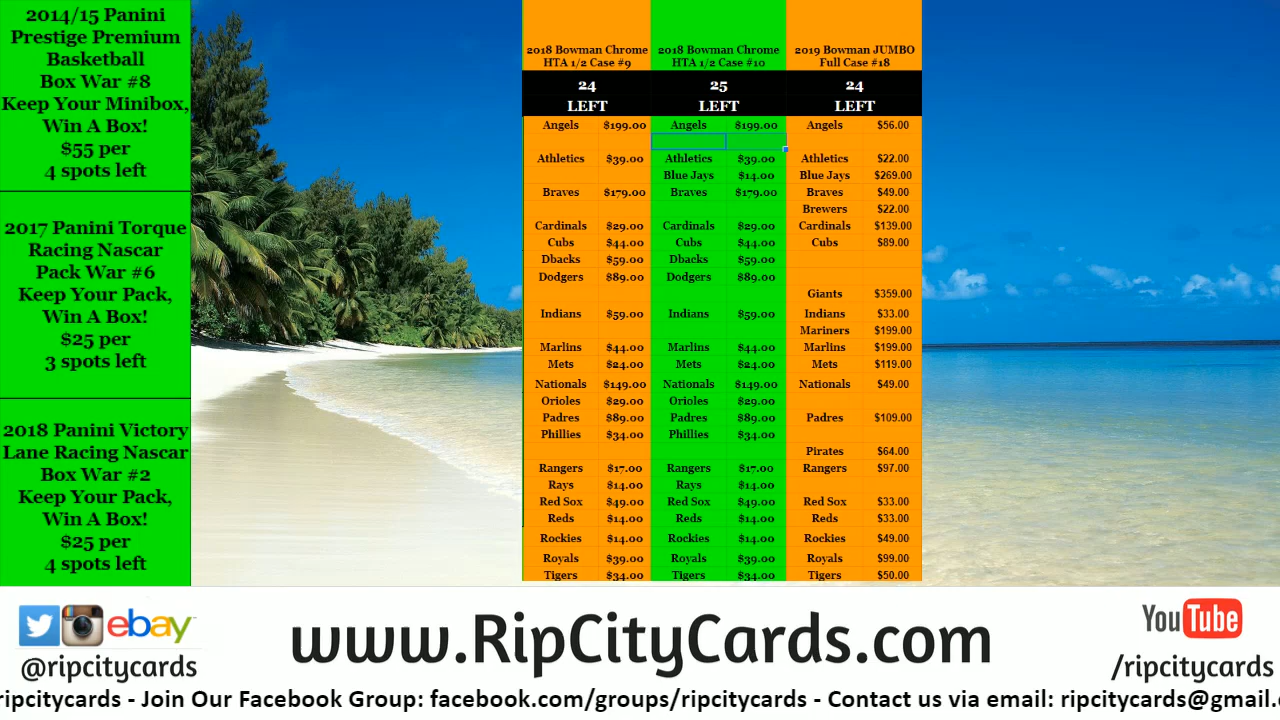 2014/15 Panini
Prestige Premium
Basketball
Box War #8
Keep Your Minibox,
Win A Box!
$55 per
4 spots left
2017 Panini Torque
Racing Nascar
Pack War #6
Keep Your Pack,
Win A Box!
$25 per
3 spots left
2018 Panini Victory
Lane Racing Nascar
Box War #2
Keep Your Pack,
Win A Box!
$25 per
4 spots left
2018 Bowman Chrome 2018 Bowman Chrome 2019 Bowman JUMBO
HTA 1/2 Case #9 HTA 1/2 Case #10 Full Case #18
24 25 24
LEFT LEFT LEFT
Angels $199.00 Angels $199.00 Angels $56.00
Athletics $39.00 Athletics $39.00 Athletics $22.00
Blue Jays $14.00 Blue Jays $269.00
Braves $179.00 Braves $179.00 Braves $49.00
Brewers $22.00
Cardinals $29.00 Cardinals $29.00 Cardinals $139.00
Cubs $44.00 Cubs $44.00 Cubs $89.00
Dbacks $59.00 Dbacks $59.00
Dodgers $89.00 Dodgers $89.00
Giants $359.00
Indians $59.00 Indians $59.00 Indians $33.00
Mariners $199.00
Marlins $44.00 Marlins $44.00 Marlins $199.00
Mets $24.00 Mets $24.00 Mets $119.00
Nationals $149.00 Nationals $149.00 Nationals $49.00
Orioles $29.00 Orioles $29.00
Padres $89.00 Padres $89.00 Padres $109.00
Phillies $34.00 Phillies $34.00
Pirates $64.00
Rangers $17.00 Rangers $17.00 Rangers $97.00
Rays $14.00 Rays $14.00
Red Sox $49.00 Red Sox $49.00 Red Sox $33.00
Reds $14.00 Reds $14.00 Reds $33.00
Rockies $14.00 Rockies $14.00 Rockies $49.00
Royals $39.00 Royals $39.00 Royals $99.00
Tigers $34.00 Tigers $34.00 Tigers $50.00
ebay
@ripcitycards
www.RipCityCards.com
YouTube
/ripcitycards
ripcitycards - Join Our Facebook Group: facebook.com/groups/ripcitycards - Contact us via email: ripcitycards@gmail.